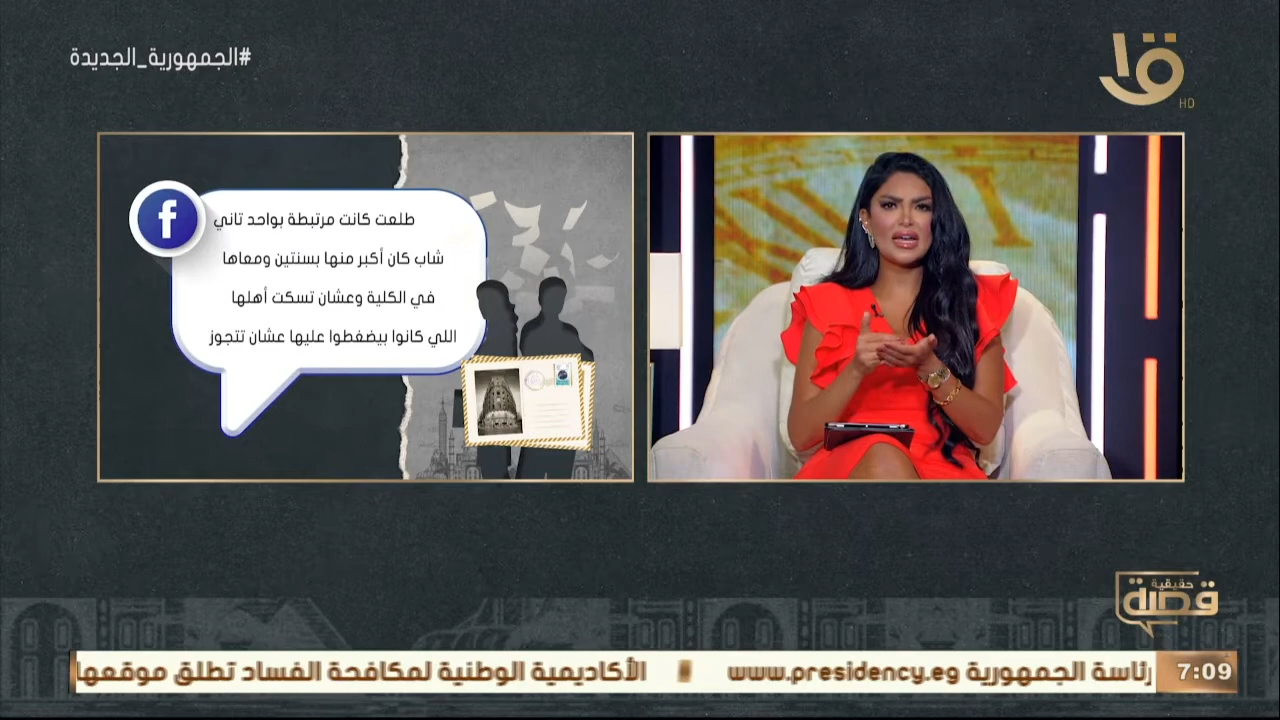 #الجمهورية_الجديدة
HD
طلعت كانت مرتبطة بواحد تاني
شاب كان أكبر منها بسنتين ومعاها
في الكلية وعشان تسكت أهلها
اللي كانوا بيضغطوا عليها عشان تتجوز
قصة
حقيقية
7:09
رئاسة الجمهورية www.presidency.eg
الأكاديمية الوطنية لمكافحة الفساد تطلق موقعها